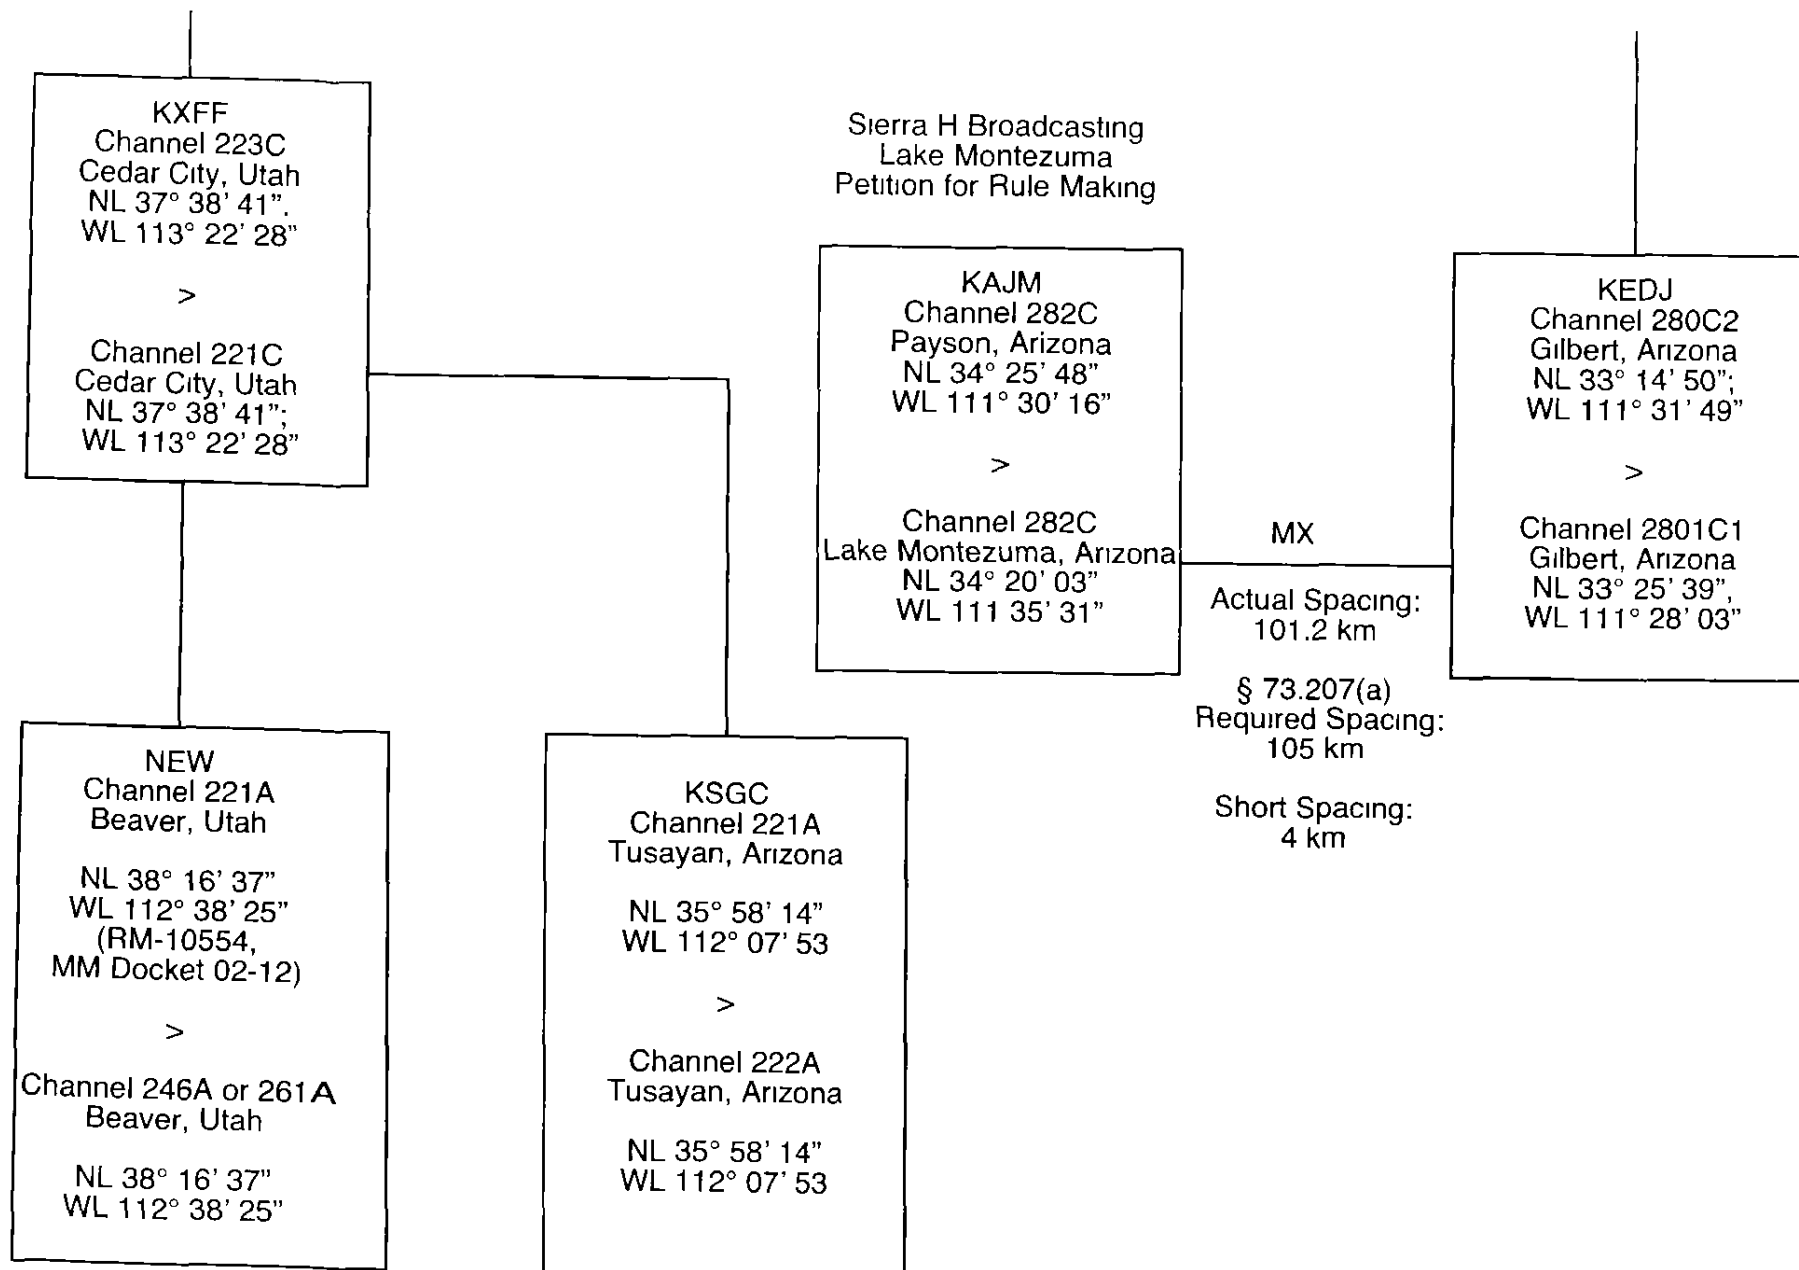 KXFF
Channel 223C
Cedar City, Utah
NL 37° 38' 41".
WL 113° 22' 28"
>
Channel 221C
Cedar City, Utah
NL 37° 38' 41";
WL 113° 22' 28"
Sierra H Broadcasting
Lake Montezuma
Petition for Rule Making
KAJM
Channel 282C
Payson, Arizona
NL 34° 25' 48"
WL 111° 30' 16"
>
Channel 282C
Lake Montezuma, Arizona
NL 34° 20' 03"
WL 111 35' 31"
MX
Actual Spacing:
101.2 km
§ 73.207(a)
Required Spacing:
105 km
Short Spacing:
4 km
KEDJ
Channel 280C2
Gilbert, Arizona
NL 33° 14' 50";
WL 111° 31' 49"
>
Channel 2801C1
Gilbert, Arizona
NL 33° 25' 39",
WL 111° 28' 03"
NEW
Channel 221A
Beaver, Utah
NL 38° 16' 37"
WL 112° 38' 25"
(RM-10554,
MM Docket 02-12)
>
Channel 246A or 261A
Beaver, Utah
NL 38° 16' 37"
WL 112° 38' 25"
KSGC
Channel 221A
Tusayan, Arizona
NL 35° 58' 14"
WL 112° 07' 53
>
Channel 222A
Tusayan, Arizona
NL 35° 58' 14"
WL 112° 07' 53